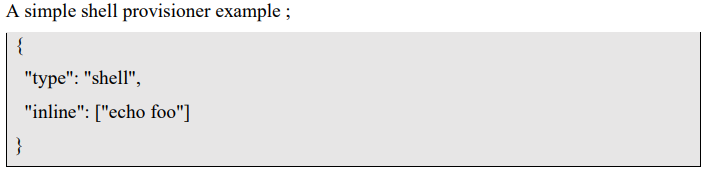 A simple shell provisioner example ;
{
"type": "shell",
"inline": ["echo foo"]
}